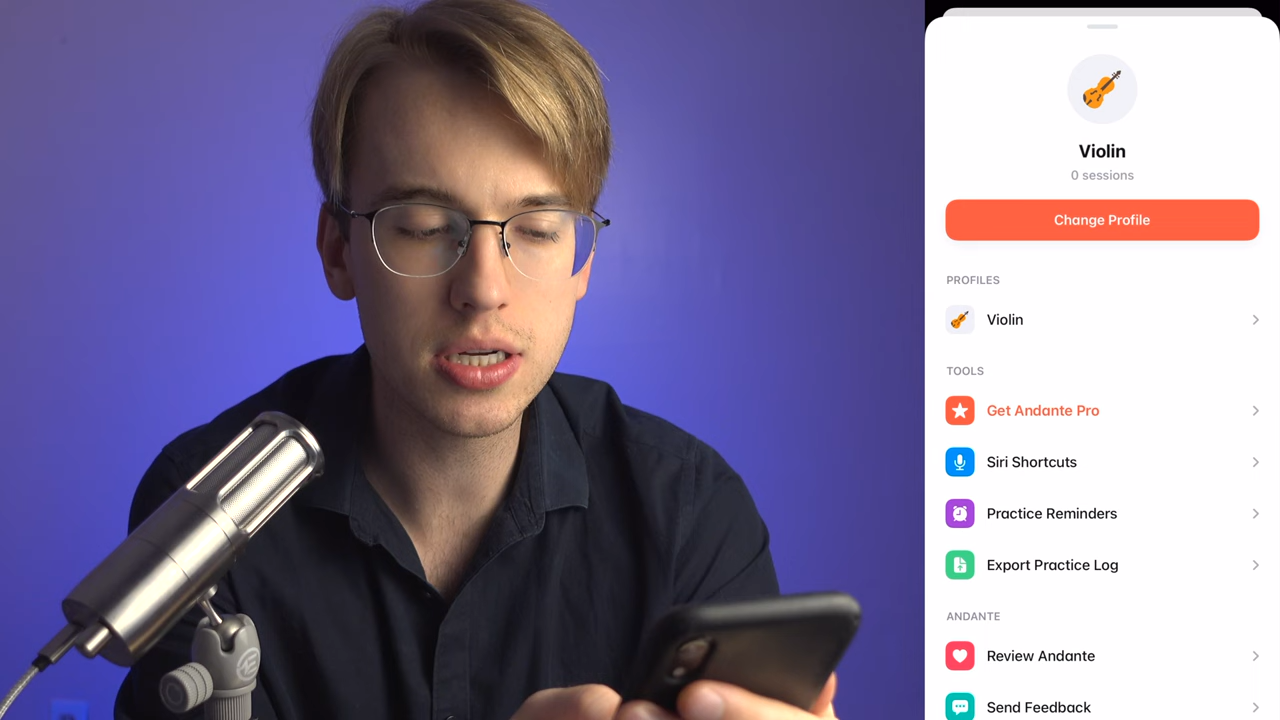 Violin
0 sessions
Change Profile
PROFILES
Violin
TOOLS
Get Andante Pro
Siri Shortcuts
Practice Reminders
Export Practice Log
ANDANTE
Review Andante
Send Feedback